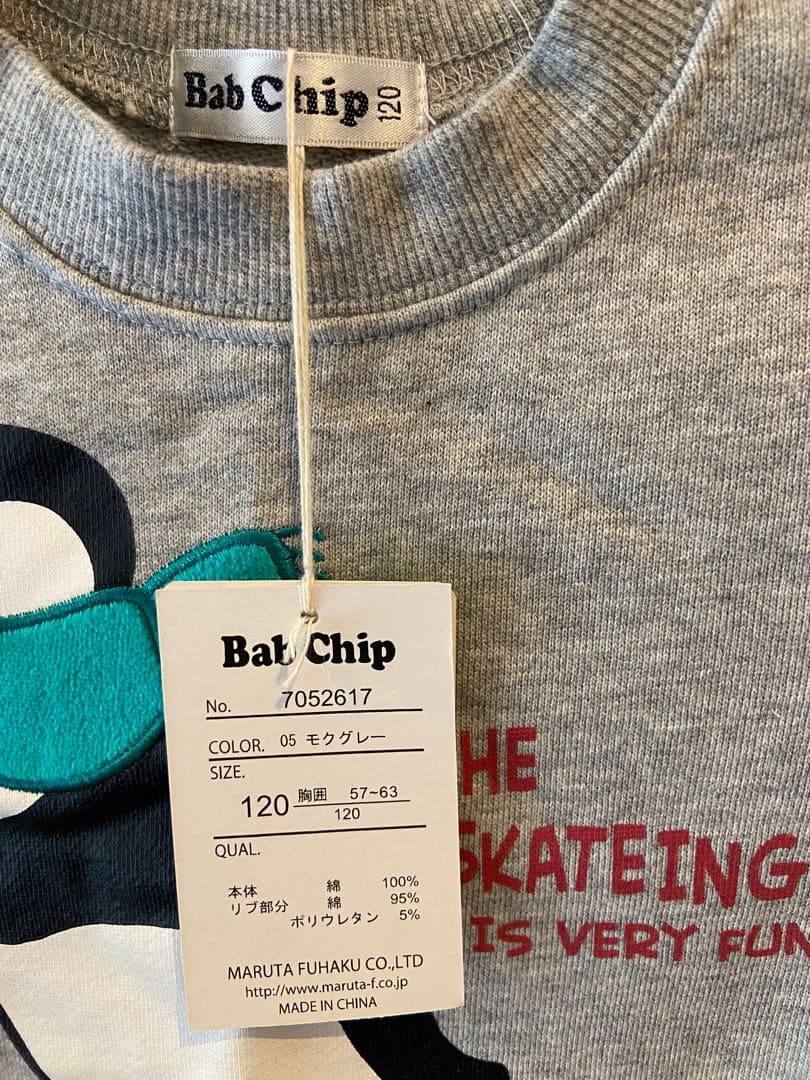 Bab Chip 120
Bab Chip
No. 7052617
COLOR. 05 モクグレー
SIZE.
120 胸囲 57~63
120
QUAL.
本体 綿 100%
リブ部分 綿 95%
ポリウレタン 5%
MARUTA FUHAKU CO.,LTD
http://www.maruta-f.co.jp
MADE IN CHINA
HE
SKATEING
IS VERY FUN